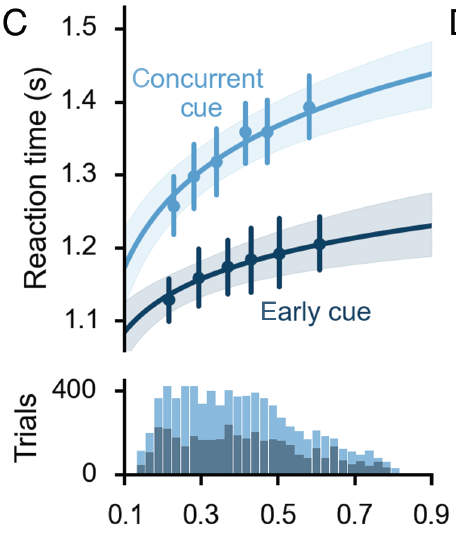 C
D
1.5
1.4
1.3
1.2
1.1
Reaction time (s)
Concurrent
cue
Early cue
400
0
Trials
0.1 0.3 0.5 0.7 0.9